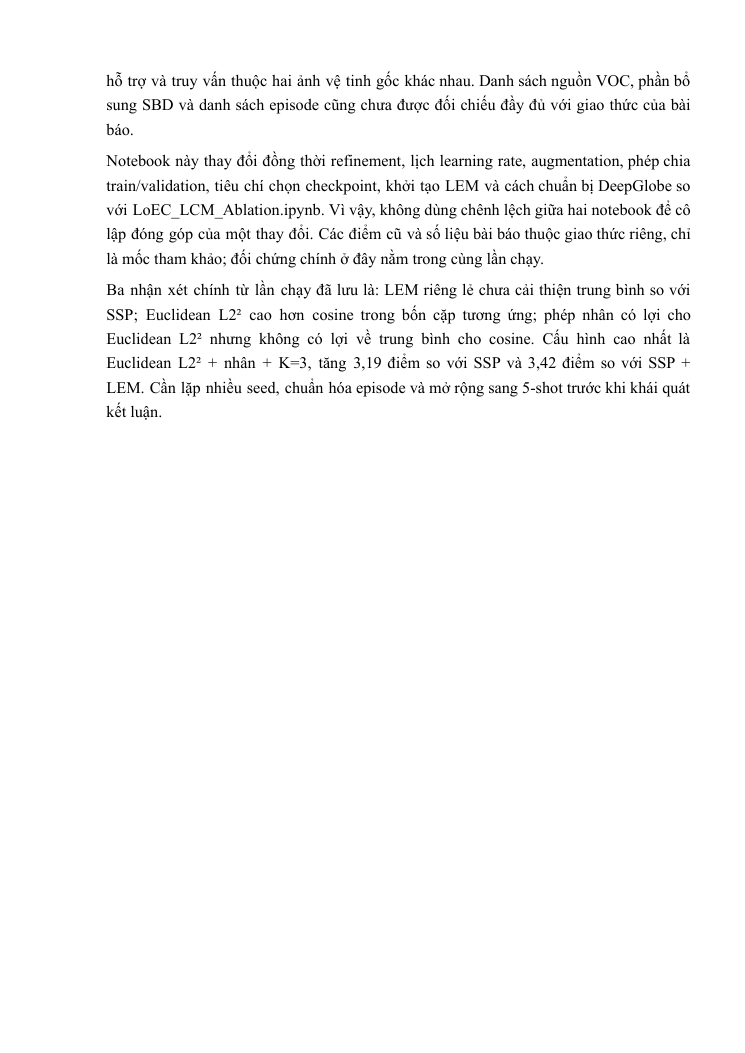 hỗ trợ và truy vấn thuộc hai ảnh vệ tinh gốc khác nhau. Danh sách nguồn VOC, phần bổ
sung SBD và danh sách episode cũng chưa được đối chiếu đầy đủ với giao thức của bài
báo.
Notebook này thay đổi đồng thời refinement, lịch learning rate, augmentation, phép chia
train/validation, tiêu chí chọn checkpoint, khởi tạo LEM và cách chuẩn bị DeepGlobe so
với LoEC_LCM_Ablation.ipynb. Vì vậy, không dùng chênh lệch giữa hai notebook để cô
lập đóng góp của một thay đổi. Các điểm cũ và số liệu bài báo thuộc giao thức riêng, chỉ
là mốc tham khảo; đối chứng chính ở đây nằm trong cùng lần chạy.
Ba nhận xét chính từ lần chạy đã lưu là: LEM riêng lẻ chưa cải thiện trung bình so với
SSP; Euclidean L2² cao hơn cosine trong bốn cặp tương ứng; phép nhân có lợi cho
Euclidean L2² nhưng không có lợi về trung bình cho cosine. Cấu hình cao nhất là
Euclidean L2² + nhân + K=3, tăng 3,19 điểm so với SSP và 3,42 điểm so với SSP +
LEM. Cần lặp nhiều seed, chuẩn hóa episode và mở rộng sang 5-shot trước khi khái quát
kết luận.